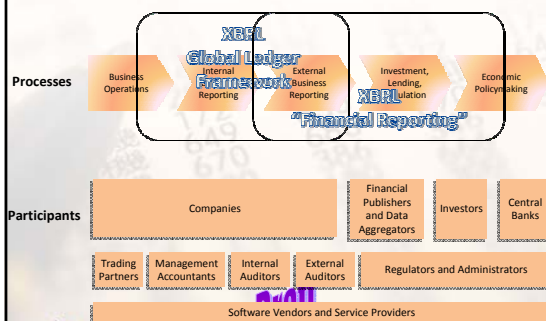 XBRL
Global Ledger
Framework
XBRL
"Financial Reporting"
Processes
Business
Operations
Internal
Reporting
External
Business
Reporting
Investment,
Lending,
Economic
Policymaking
Participants
Companies
Financial
Publishers
and Data
Aggregators
Investors
Central
Banks
Trading
Partners
Management
Accountants
Internal
Auditors
External
Auditors
Regulators and Administrators
Software Vendors and Service Providers
649
670